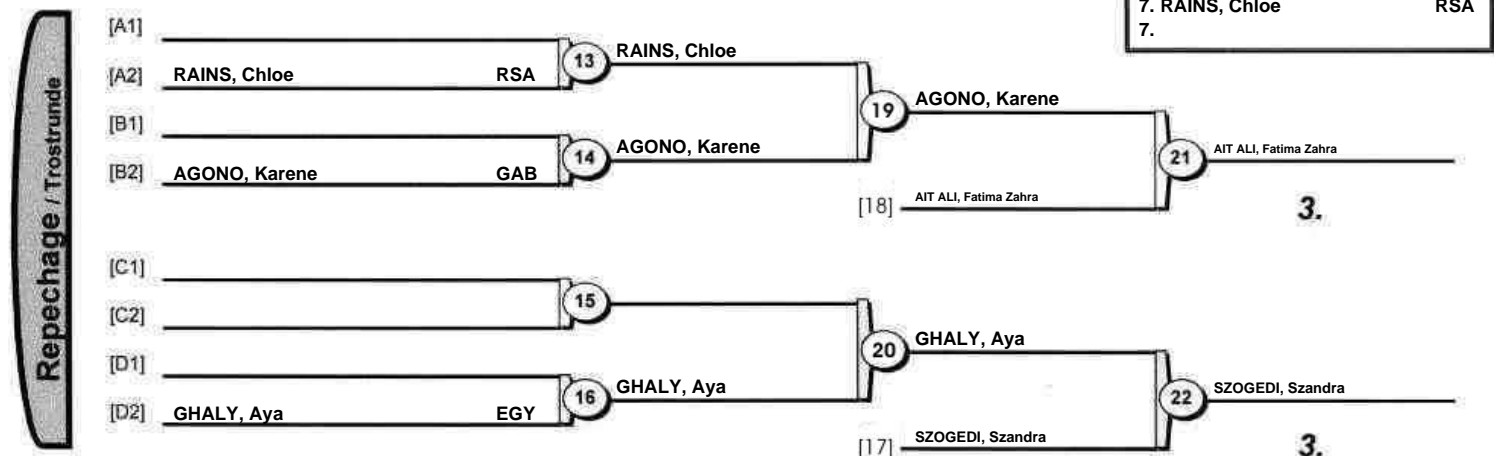 7. RAINS, Chloe RSA
7.
Repechage / Trostrunde
[A1]
13 RAINS, Chloe
[A2] RAINS, Chloe RSA
19 AGONO, Karene
[B1]
14 AGONO, Karene
[B2] AGONO, Karene GAB
21 AIT ALI, Fatima Zahra
[18] AIT ALI, Fatima Zahra
3.
[C1]
15
[C2]
20 GHALY, Aya
[D1]
16 GHALY, Aya
[D2] GHALY, Aya EGY
22 SZOGEDI, Szandra
[17] SZOGEDI, Szandra
3.